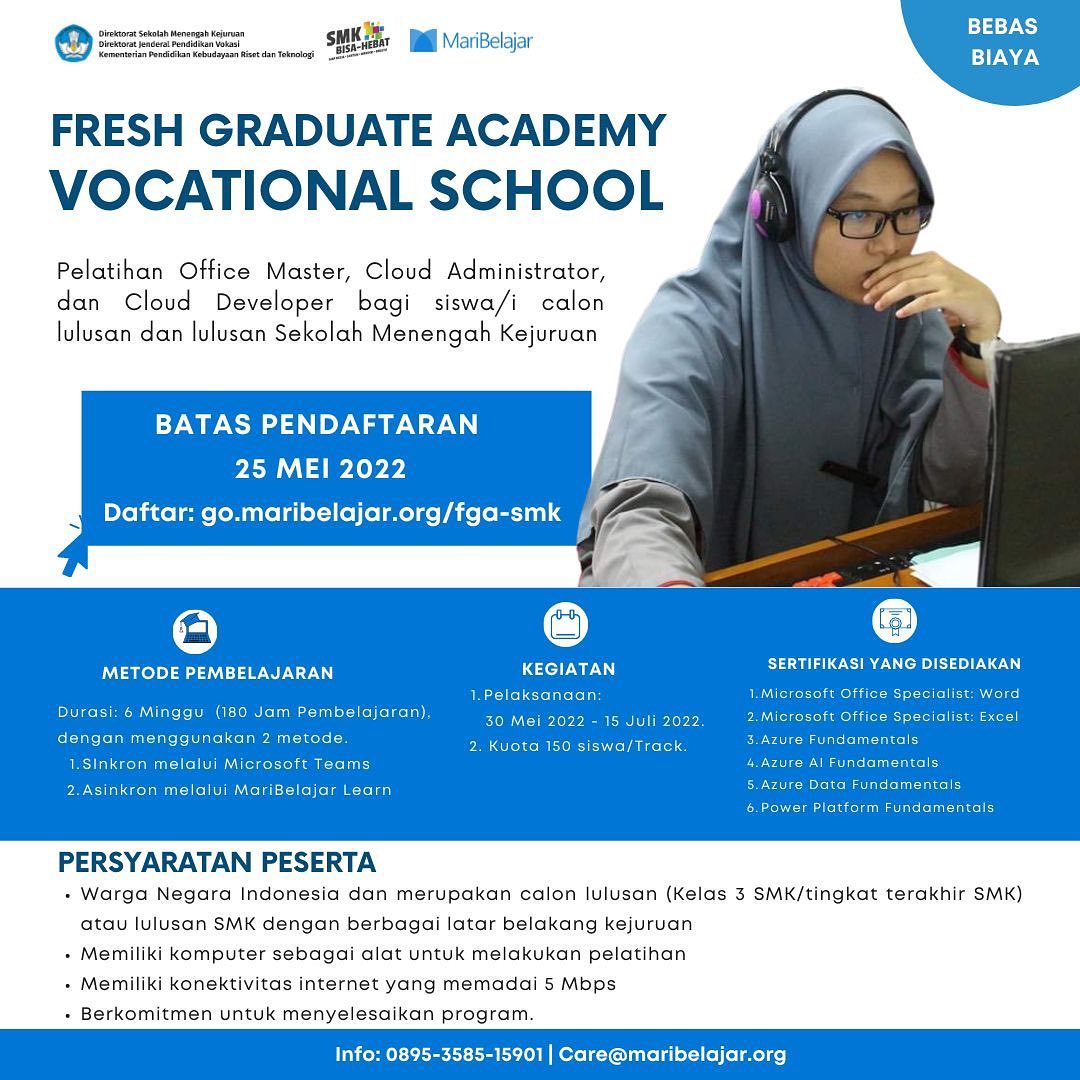 Direktorat Sekolah Menengah Kejuruan
Direktorat Jenderal Pendidikan Vokasi
Kementerian Pendidikan Kebudayaan Riset dan Teknologi
SMK
BISA-HEBAT
MariBelajar
BEBAS
BIAYA
FRESH GRADUATE ACADEMY
VOCATIONAL SCHOOL
Pelatihan Office Master, Cloud Administrator,
dan Cloud Developer bagi siswa/i calon
lulusan dan lulusan Sekolah Menengah Kejuruan
BATAS PENDAFTARAN
25 MEI 2022
Daftar: go.maribelajar.org/fga-smk
METODE PEMBELAJARAN
Durasi: 6 Minggu (180 Jam Pembelajaran),
dengan menggunakan 2 metode.
1.SInkron melalui Microsoft Teams
2.Asinkron melalui MariBelajar Learn
KEGIATAN
1.Pelaksanaan:
30 Mei 2022 - 15 Juli 2022.
2. Kuota 150 siswa/Track.
SERTIFIKASI YANG DISEDIAKAN
1.Microsoft Office Specialist: Word
2.Microsoft Office Specialist: Excel
3.Azure Fundamentals
4.Azure AI Fundamentals
5.Azure Data Fundamentals
6.Power Platform Fundamentals
PERSYARATAN PESERTA
• Warga Negara Indonesia dan merupakan calon lulusan (Kelas 3 SMK/tingkat terakhir SMK)
atau lulusan SMK dengan berbagai latar belakang kejuruan
• Memiliki komputer sebagai alat untuk melakukan pelatihan
• Memiliki konektivitas internet yang memadai 5 Mbps
• Berkomitmen untuk menyelesaikan program.
Info: 0895-3585-15901 | Care@maribelajar.org